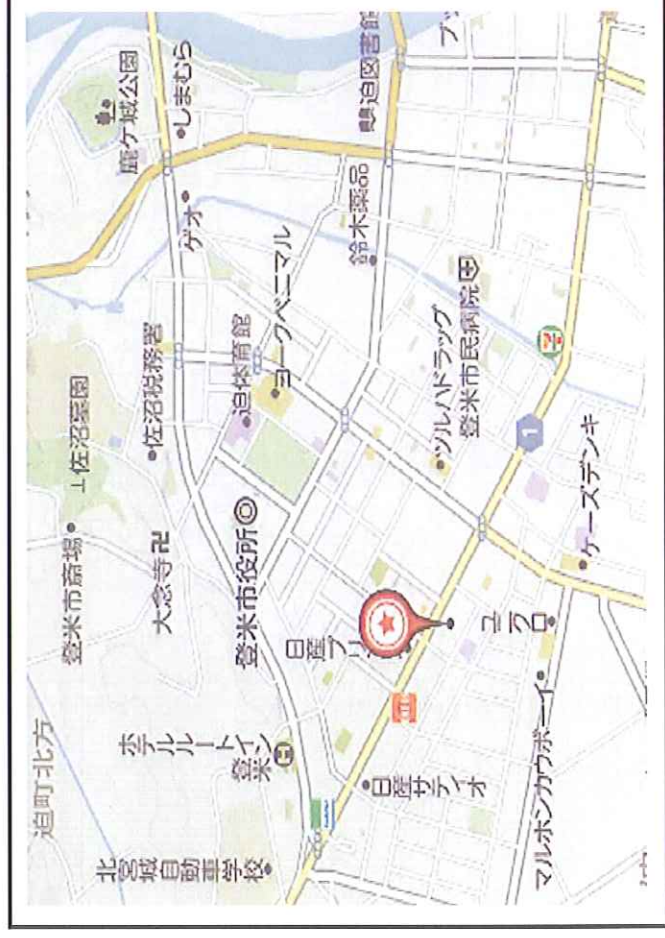 迫町北方
登米市斎場
佐沼墓園
鹿ケ城公園
しまむら
ゲオ
佐沼税務署
大念寺
迫体育館
ヨークベニマル
迫図書館
鈴木薬品
登米市役所
ホテル
ルートイン
登米
北宮城自動車学校
日産プリ
ツルハドラッグ
登米市民病院
1
日産サティオ
ユニクロ
ケーズデンキ
マルホンカウボーイ